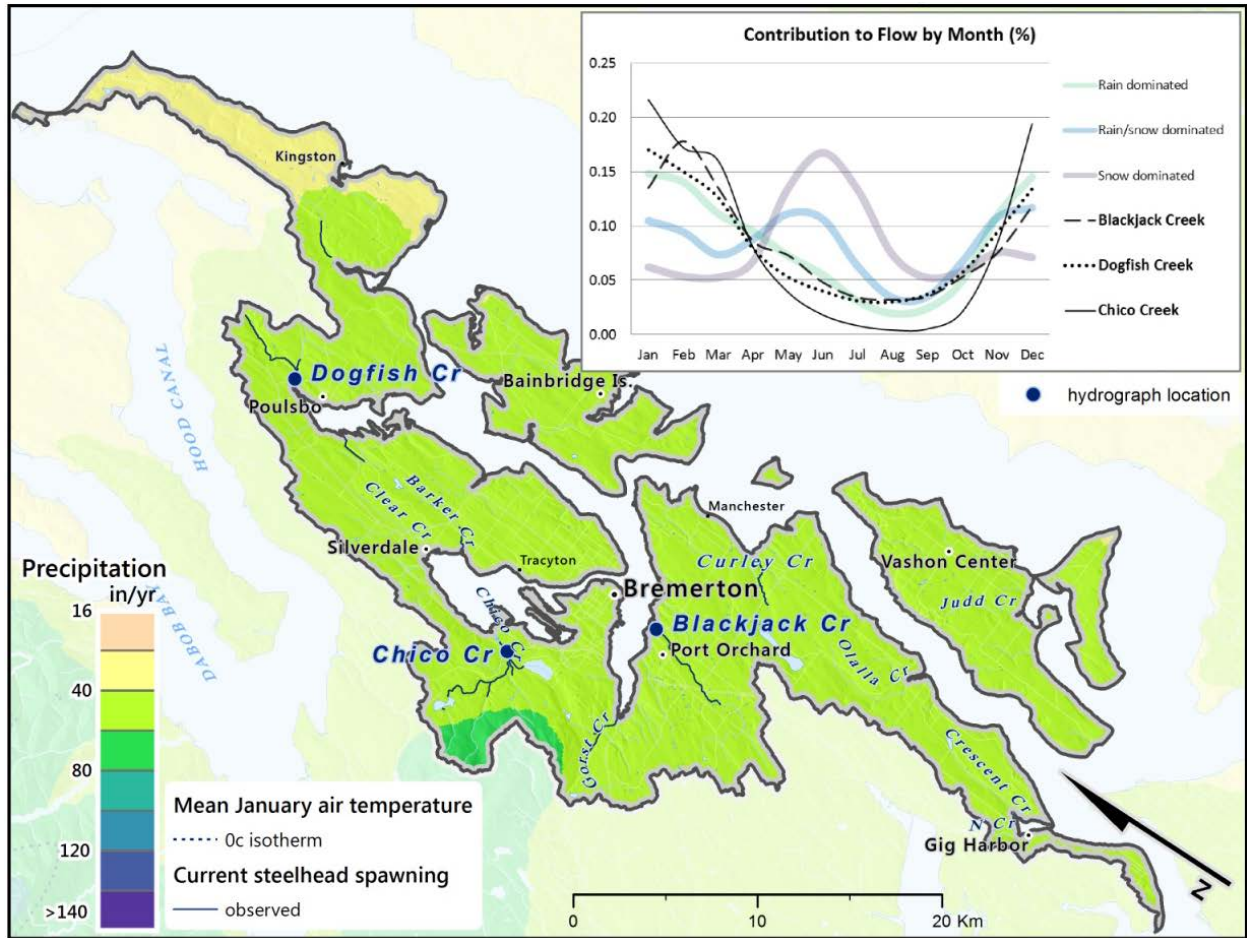 Contribution to Flow by Month (%)
0.25
0.20
0.15
0.10
0.05
0.00
Jan Feb Mar Apr May Jun Jul Aug Sep Oct Nov Dec
Rain dominated
Rain/snow dominated
Snow dominated
Blackjack Creek
Dogfish Creek
Chico Creek
hydrograph location
Kingston
Dogfish Cr
Poulsbo
Bainbridge Is.
HOOD CANAL
DABOB BAY
Barker Cr
Clear Cr
Silverdale
Tracyton
Manchester
Curley Cr
Vashon Center
Judd Cr
Bremerton
Chico Cr
Chico Cr
Blackjack Cr
Port Orchard
Olalla Cr
Gorst Cr
Crescent Cr
N Cr
Gig Harbor
Precipitation
in/yr
16
40
80
120
>140
Mean January air temperature
0c isotherm
Current steelhead spawning
observed
0 10 20 Km
N